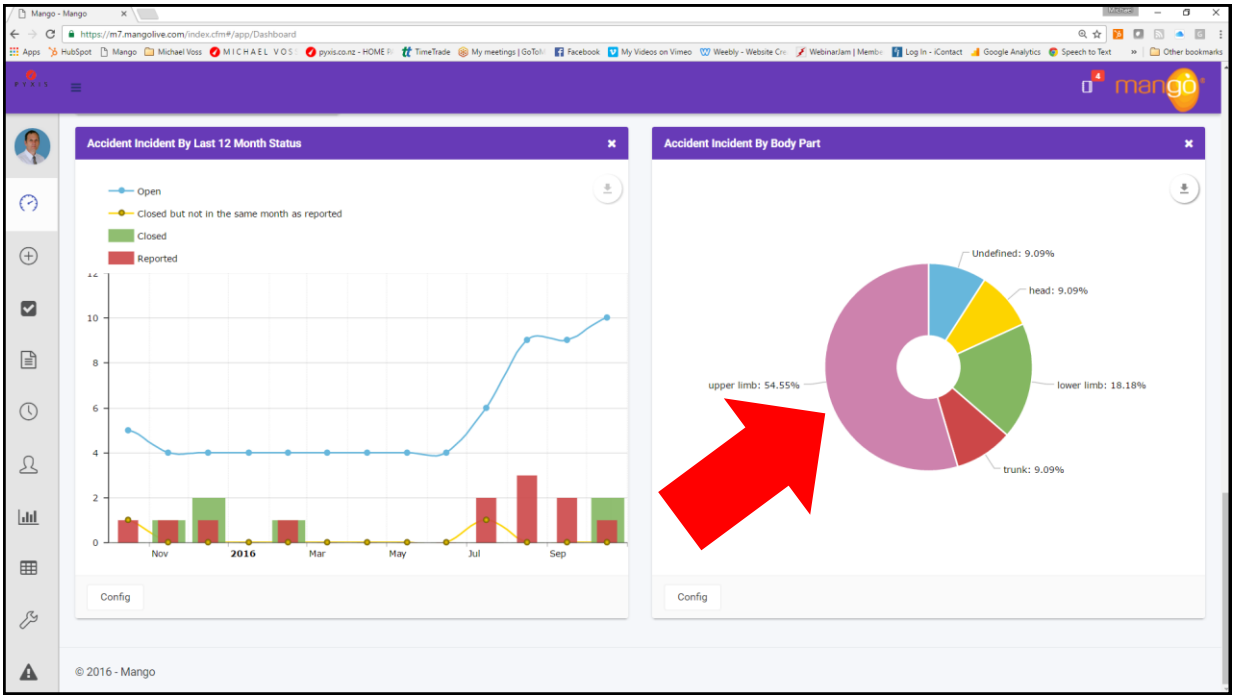 Mango - Mango
https://m7.mangolive.com/index.cfm#/app/Dashboard
Apps HubSpot Mango Michael Voss M I C H A E L V O S pyxis.co.nz - HOME TimeTrade My meetings | GoTo Facebook My Videos on Vimeo Weebly - Website Cre WebinarJam | Membe Log In - iContact Google Analytics Speech to Text » Other bookmarks
PYXIS
4
mangò
Accident Incident By Last 12 Month Status
Open
Closed but not in the same month as reported
Closed
Reported
12
10
8
6
4
2
0
Nov 2016 Mar May Jul Sep
Config
Accident Incident By Body Part
Undefined: 9.09%
head: 9.09%
upper limb: 54.55%
lower limb: 18.18%
trunk: 9.09%
Config
© 2016 - Mango